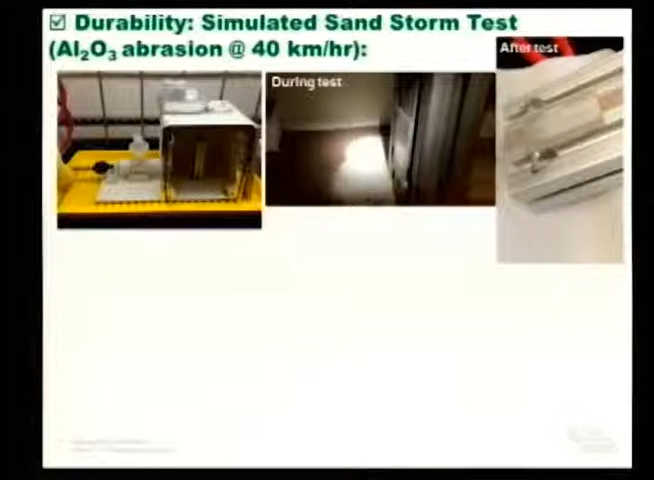 ☑ Durability: Simulated Sand Storm Test
(Al₂O₃ abrasion @ 40 km/hr):
During test
After test